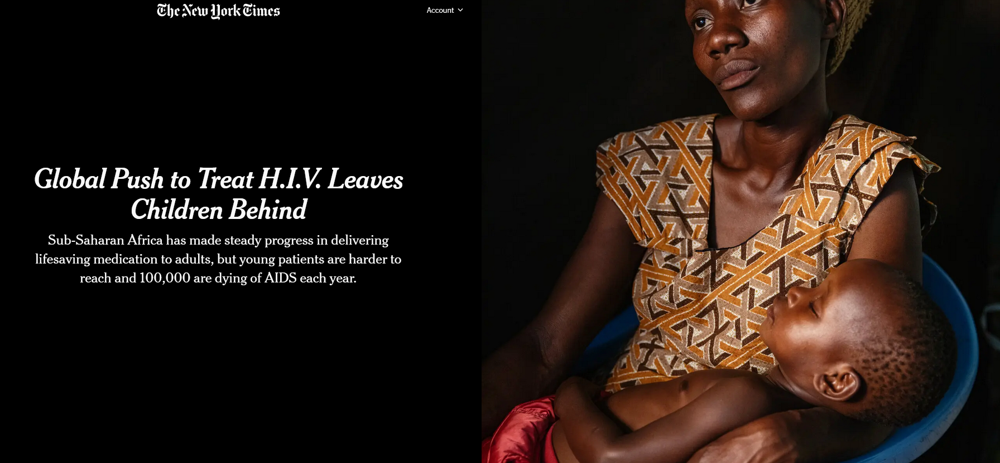 The New York Times
Account
Global Push to Treat H.I.V. Leaves
Children Behind
Sub-Saharan Africa has made steady progress in delivering
lifesaving medication to adults, but young patients are harder to
reach and 100,000 are dying of AIDS each year.